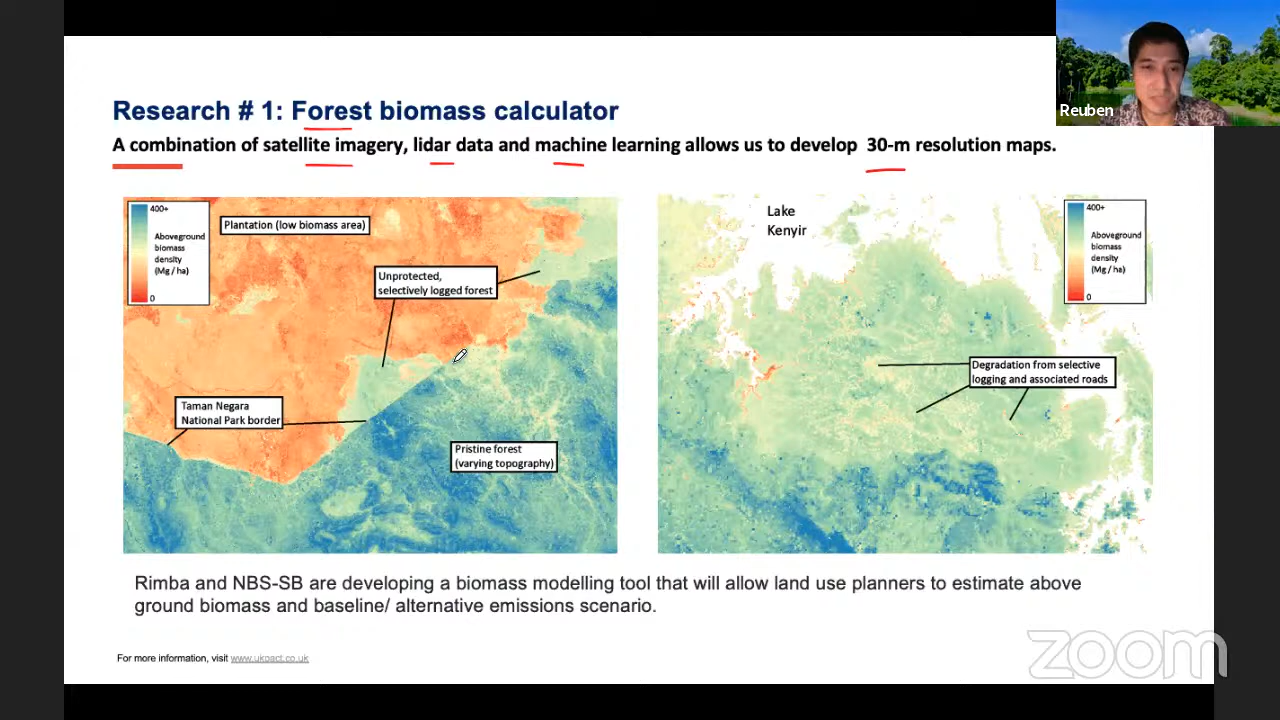 Reuben
Research # 1: Forest biomass calculator
A combination of satellite imagery, lidar data and machine learning allows us to develop 30-m resolution maps.
400+
Aboveground
biomass
density
(Mg / ha)
0
Plantation (low biomass area)
Unprotected,
selectively logged forest
Taman Negara
National Park border
Pristine forest
(varying topography)
Lake
Kenyir
400+
Aboveground
biomass
density
(Mg / ha)
0
Degradation from selective
logging and associated roads
Rimba and NBS-SB are developing a biomass modelling tool that will allow land use planners to estimate above
ground biomass and baseline/ alternative emissions scenario.
For more information, visit www.ukpact.co.uk
zoom